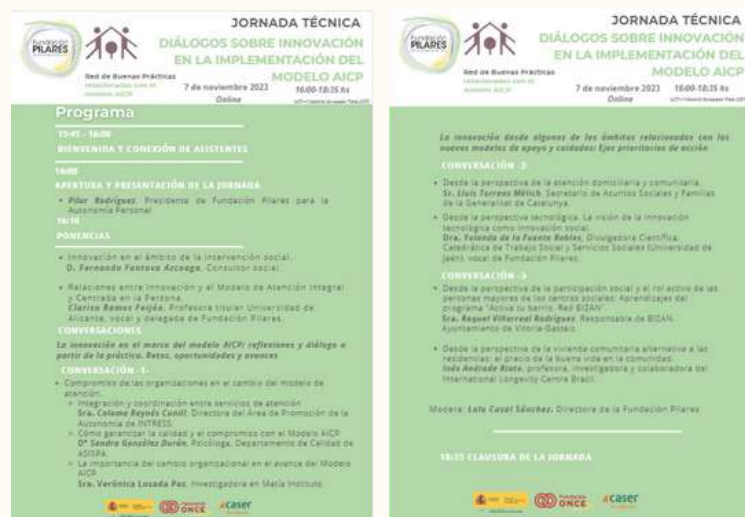 Fundación
PILARES
JORNADA TÉCNICA
DIÁLOGOS SOBRE INNOVACIÓN
EN LA IMPLEMENTACIÓN DEL
MODELO AICP
Red de Buenas Prácticas
relacionadas con el
modelo AICP
7 de noviembre 2023 16:00-18:35 hs
Online
Programa
15:45 - 16:00
BIENVENIDA Y CONEXIÓN DE ASISTENTES
16:00
APERTURA Y PRESENTACIÓN DE LA JORNADA
• Pilar Rodríguez. Presidenta de Fundación Pilares para la
Autonomía Personal
16:10
PONENCIAS
• Innovación en el ámbito de la intervención social.
D. Fernando Fantova Azcoaga. Consultor social.
• Relaciones entre Innovación y el Modelo de Atención Integral
y Centrada en la Persona.
Clarisa Ramos Feijóo. Profesora titular Universidad de
Alicante, vocal y delegada de Fundación Pilares.
CONVERSACIONES
La innovación en el marco del modelo AICP: reflexiones y diálogo a
partir de la práctica. Retos, oportunidades y avances
CONVERSACIÓN -1-
• Compromiso de las organizaciones en el cambio del modelo de
atención.
Integración y coordinación entre servicios de atención.
Sra. Coloma Reynés Conill. Directora del Área de Promoción de la
Autonomía de INTRESS.
Cómo garantizar la calidad y el compromiso con el Modelo AICP
Dª Sandra González Durán. Psicóloga, Departamento de Calidad de
ASISPA.
La importancia del cambio organizacional en el avance del Modelo
AICP
Sra. Verónica Losada Paz. Investigadora en Matia Instituto
Fundación
ONCE
caser
Fundación
PILARES
JORNADA TÉCNICA
DIÁLOGOS SOBRE INNOVACIÓN
EN LA IMPLEMENTACIÓN DEL
MODELO AICP
Red de Buenas Prácticas
relacionadas con el
modelo AICP
7 de noviembre 2023 16:00-18:35 hs
Online
La innovación desde algunos de los ámbitos relacionados con los
nuevos modelos de apoyo y cuidados: Ejes prioritarios de acción
CONVERSACIÓN -2-
• Desde la perspectiva de la atención domiciliaria y comunitaria.
Sr. Lluis Torrens Mèlich. Secretario de Asuntos Sociales y Familias
de la Generalitat de Catalunya.
• Desde la perspectiva tecnológica. La visión de la innovación
tecnológica como innovación social.
Dra. Yolanda de la Fuente Robles. Divulgadora Científica.
Catedrática de Trabajo Social y Servicios Sociales (Universidad de
Jaén), vocal de Fundación Pilares.
CONVERSACIÓN -3-
• Desde la perspectiva de la participación social y el rol activo de las
personas mayores de los centros sociales: Aprendizajes del
programa "Activa tu barrio. Red BIZAN".
Sra. Raquel Villarreal Rodríguez. Responsable de BIZAN.
Ayuntamiento de Vitoria-Gasteiz
• Desde la perspectiva de la vivienda comunitaria alternativa a las
residencias: el precio de la buena vida en la comunidad.
profesora, investigadora y colaboradora del
International Longevity Centre Brazil.
Modera: Lola Casal Sánchez. Directora de la Fundación Pilares
18:35 CLAUSURA DE LA JORNADA
Fundación
ONCE
caser